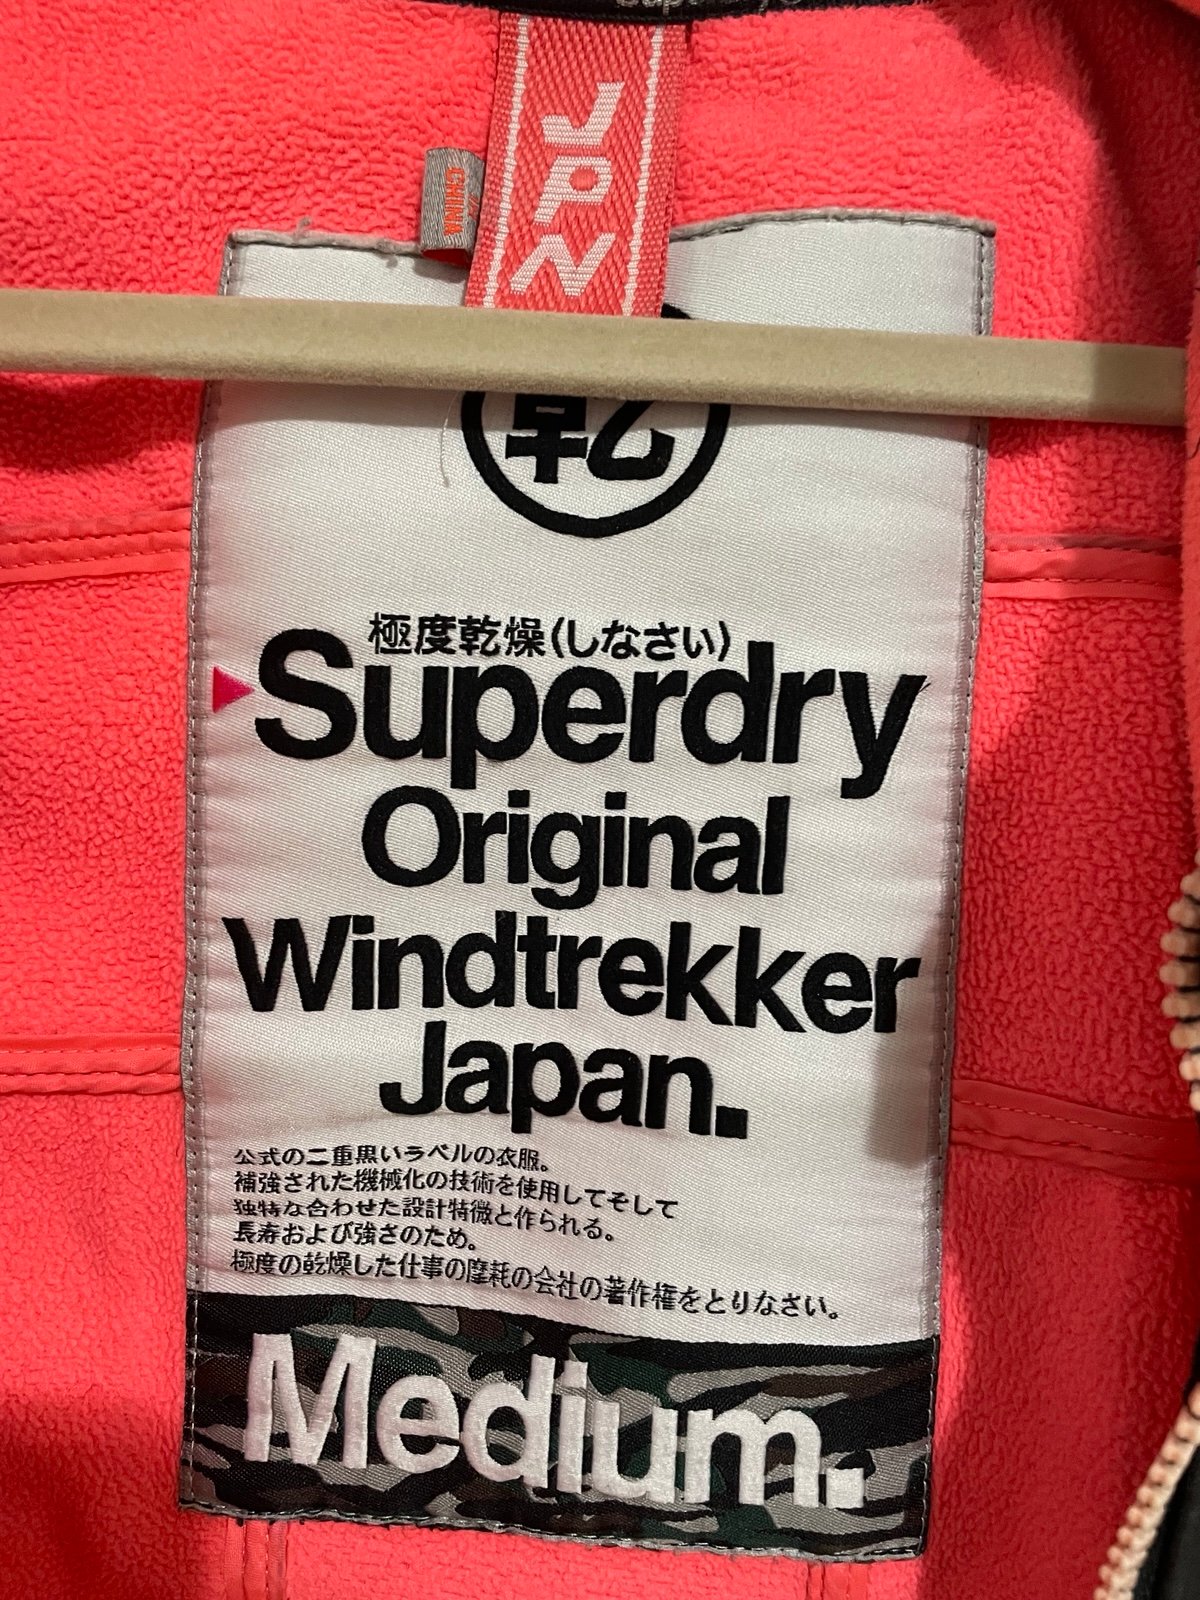 JPN
CHINA
乾
極度乾燥(しなさい)
Superdry
Original
Windtrekker
Japan.
公式の二重黒いラベルの衣服。
補強された機械化の技術を使用してそして
独特な合わせた設計特徴と作られる。
長寿および強さのため。
極度の乾燥した仕事の摩耗の会社の著作権をとりなさい。
Medium.